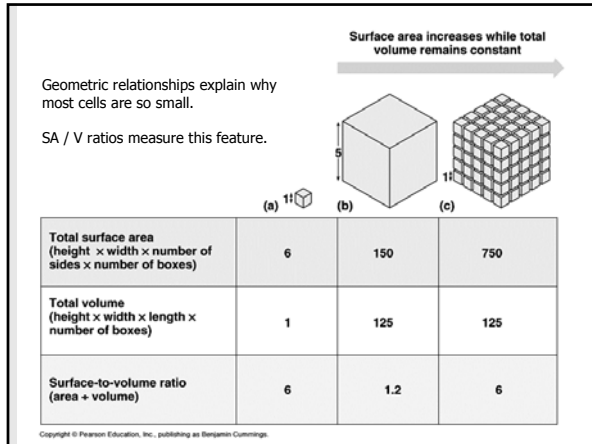 Surface area increases while total
volume remains constant
Geometric relationships explain why
most cells are so small.
SA / V ratios measure this feature.
5
1
1
(a)
(b)
(c)
Total surface area
(height × width × number of
sides × number of boxes)
6
150
750
Total volume
(height × width × length ×
number of boxes)
1
125
125
Surface-to-volume ratio
(area ÷ volume)
6
1.2
6
Copyright © Pearson Education, Inc., publishing as Benjamin Cummings.